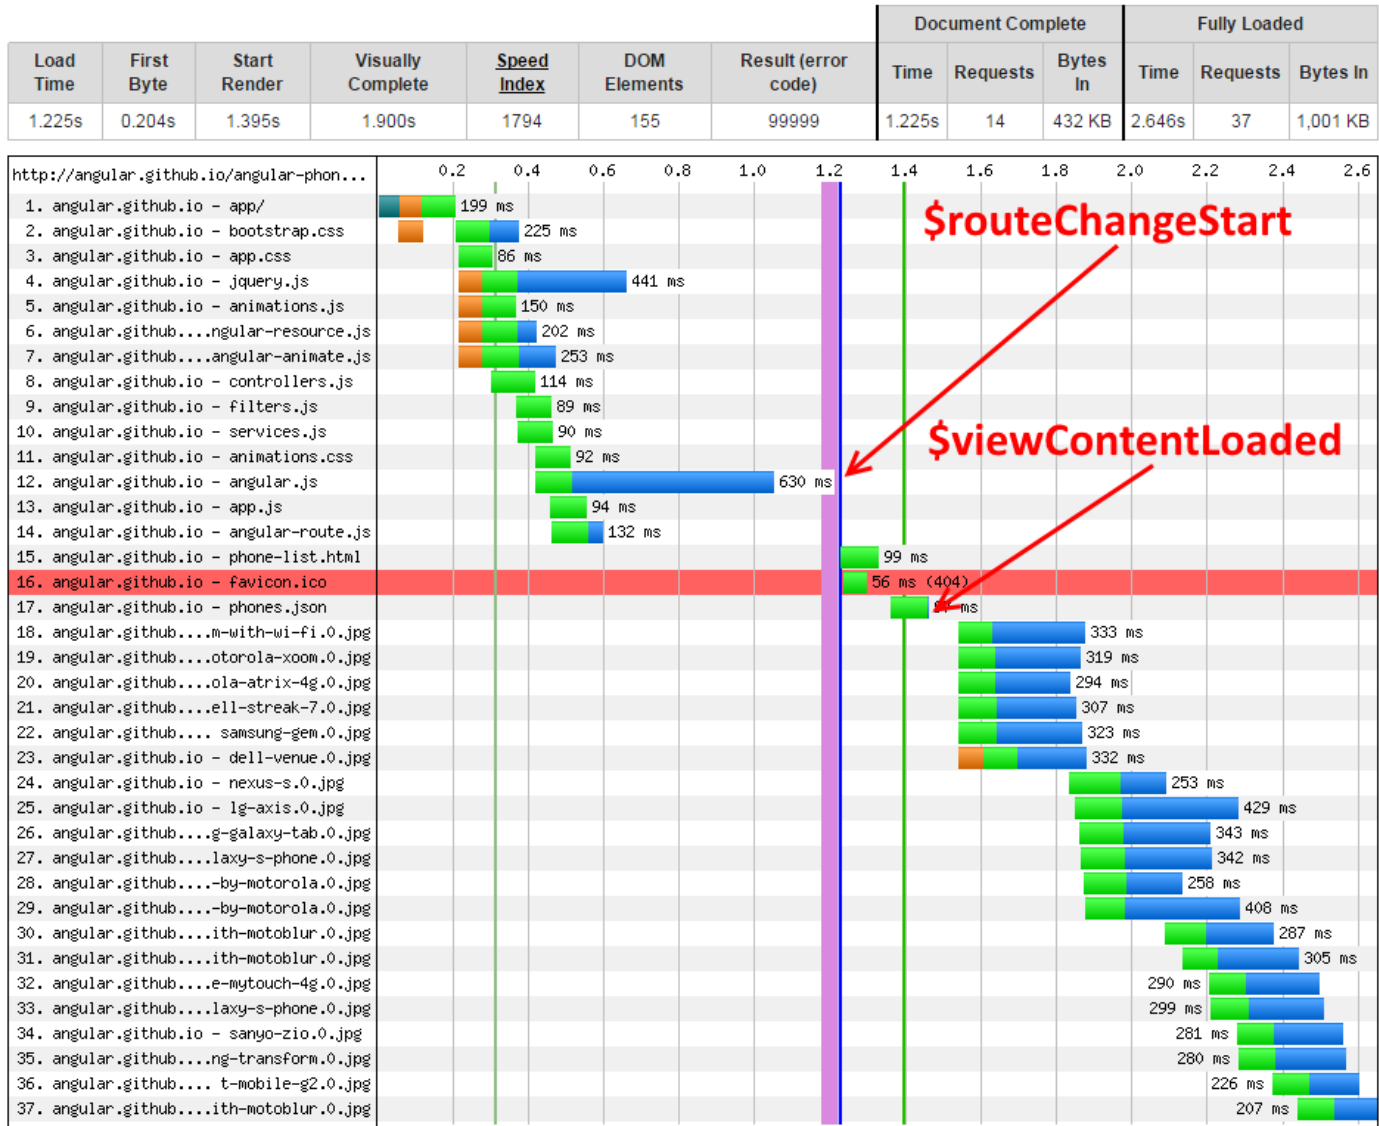 Document Complete Fully Loaded
Load Time First Byte Start Render Visually Complete Speed Index DOM Elements Result (error code) Time Requests Bytes In Time Requests Bytes In
1.225s 0.204s 1.395s 1.900s 1794 155 99999 1.225s 14 432 KB 2.646s 37 1,001 KB
http://angular.github.io/angular-phon... 0.2 0.4 0.6 0.8 1.0 1.2 1.4 1.6 1.8 2.0 2.2 2.4 2.6
1. angular.github.io - app/ 199 ms
$routeChangeStart
2. angular.github.io - bootstrap.css 225 ms
3. angular.github.io - app.css 86 ms
4. angular.github.io - jquery.js 441 ms
5. angular.github.io - animations.js 150 ms
6. angular.github....ngular-resource.js 202 ms
7. angular.github....angular-animate.js 253 ms
8. angular.github.io - controllers.js 114 ms
9. angular.github.io - filters.js 89 ms
10. angular.github.io - services.js 90 ms
$viewContentLoaded
11. angular.github.io - animations.css 92 ms
12. angular.github.io - angular.js 630 ms
13. angular.github.io - app.js 94 ms
14. angular.github.io - angular-route.js 132 ms
15. angular.github.io - phone-list.html 99 ms
16. angular.github.io - favicon.ico 56 ms (404)
17. angular.github.io - phones.json ms
18. angular.github....m-with-wi-fi.0.jpg 333 ms
19. angular.github....otorola-xoom.0.jpg 319 ms
20. angular.github....ola-atrix-4g.0.jpg 294 ms
21. angular.github....ell-streak-7.0.jpg 307 ms
22. angular.github.... samsung-gem.0.jpg 323 ms
23. angular.github.io - dell-venue.0.jpg 332 ms
24. angular.github.io - nexus-s.0.jpg 253 ms
25. angular.github.io - lg-axis.0.jpg 429 ms
26. angular.github....g-galaxy-tab.0.jpg 343 ms
27. angular.github....laxy-s-phone.0.jpg 342 ms
28. angular.github....-by-motorola.0.jpg 258 ms
29. angular.github....-by-motorola.0.jpg 408 ms
30. angular.github....ith-motoblur.0.jpg 287 ms
31. angular.github....ith-motoblur.0.jpg 305 ms
32. angular.github....e-mytouch-4g.0.jpg 290 ms
33. angular.github....laxy-s-phone.0.jpg 299 ms
34. angular.github.io - sanyo-zio.0.jpg 281 ms
35. angular.github....ng-transform.0.jpg 280 ms
36. angular.github.... t-mobile-g2.0.jpg 226 ms
37. angular.github....ith-motoblur.0.jpg 207 ms